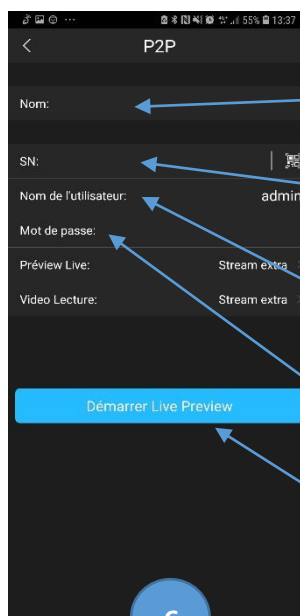 55% 13:37
P2P
Nom:
SN:
Nom de l'utilisateur: admin
Mot de passe:
Préview Live: Stream extra
Video Lecture: Stream extra
Démarrer Live Preview